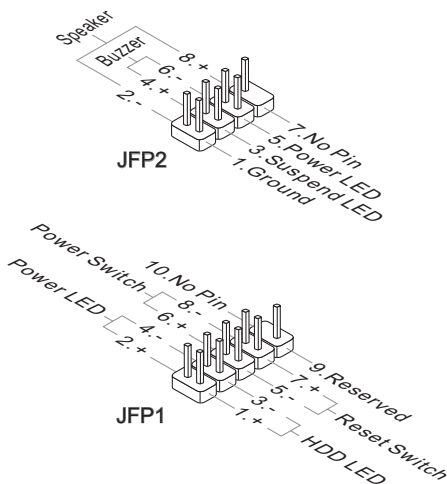 Speaker
Buzzer
8.+
6.-
4.+
2.-
7.No Pin
5.Power LED
3.Suspend LED
1.Ground
JFP2
10.No Pin
Power Switch
8.-
6.+
Power LED
4.-
2.+
9.Reserved
7.+
5.-
Reset Switch
3.-
1.+
HDD LED
JFP1